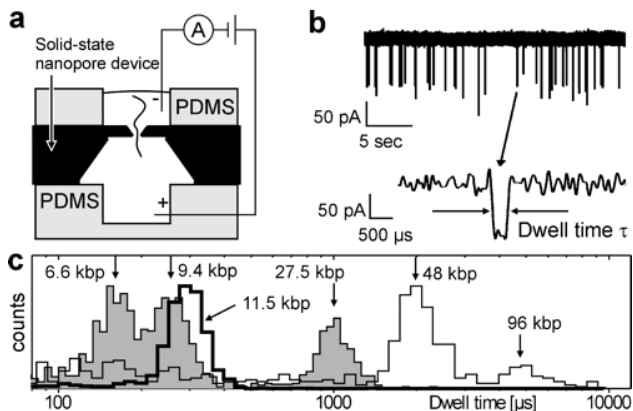 a
Solid-state
nanopore device
A
-
PDMS
PDMS
+
b
50 pA
5 sec
50 pA
500 µs
Dwell time τ
c
6.6 kbp
9.4 kbp
11.5 kbp
27.5 kbp
48 kbp
96 kbp
counts
100
1000
Dwell time [µs]
10000